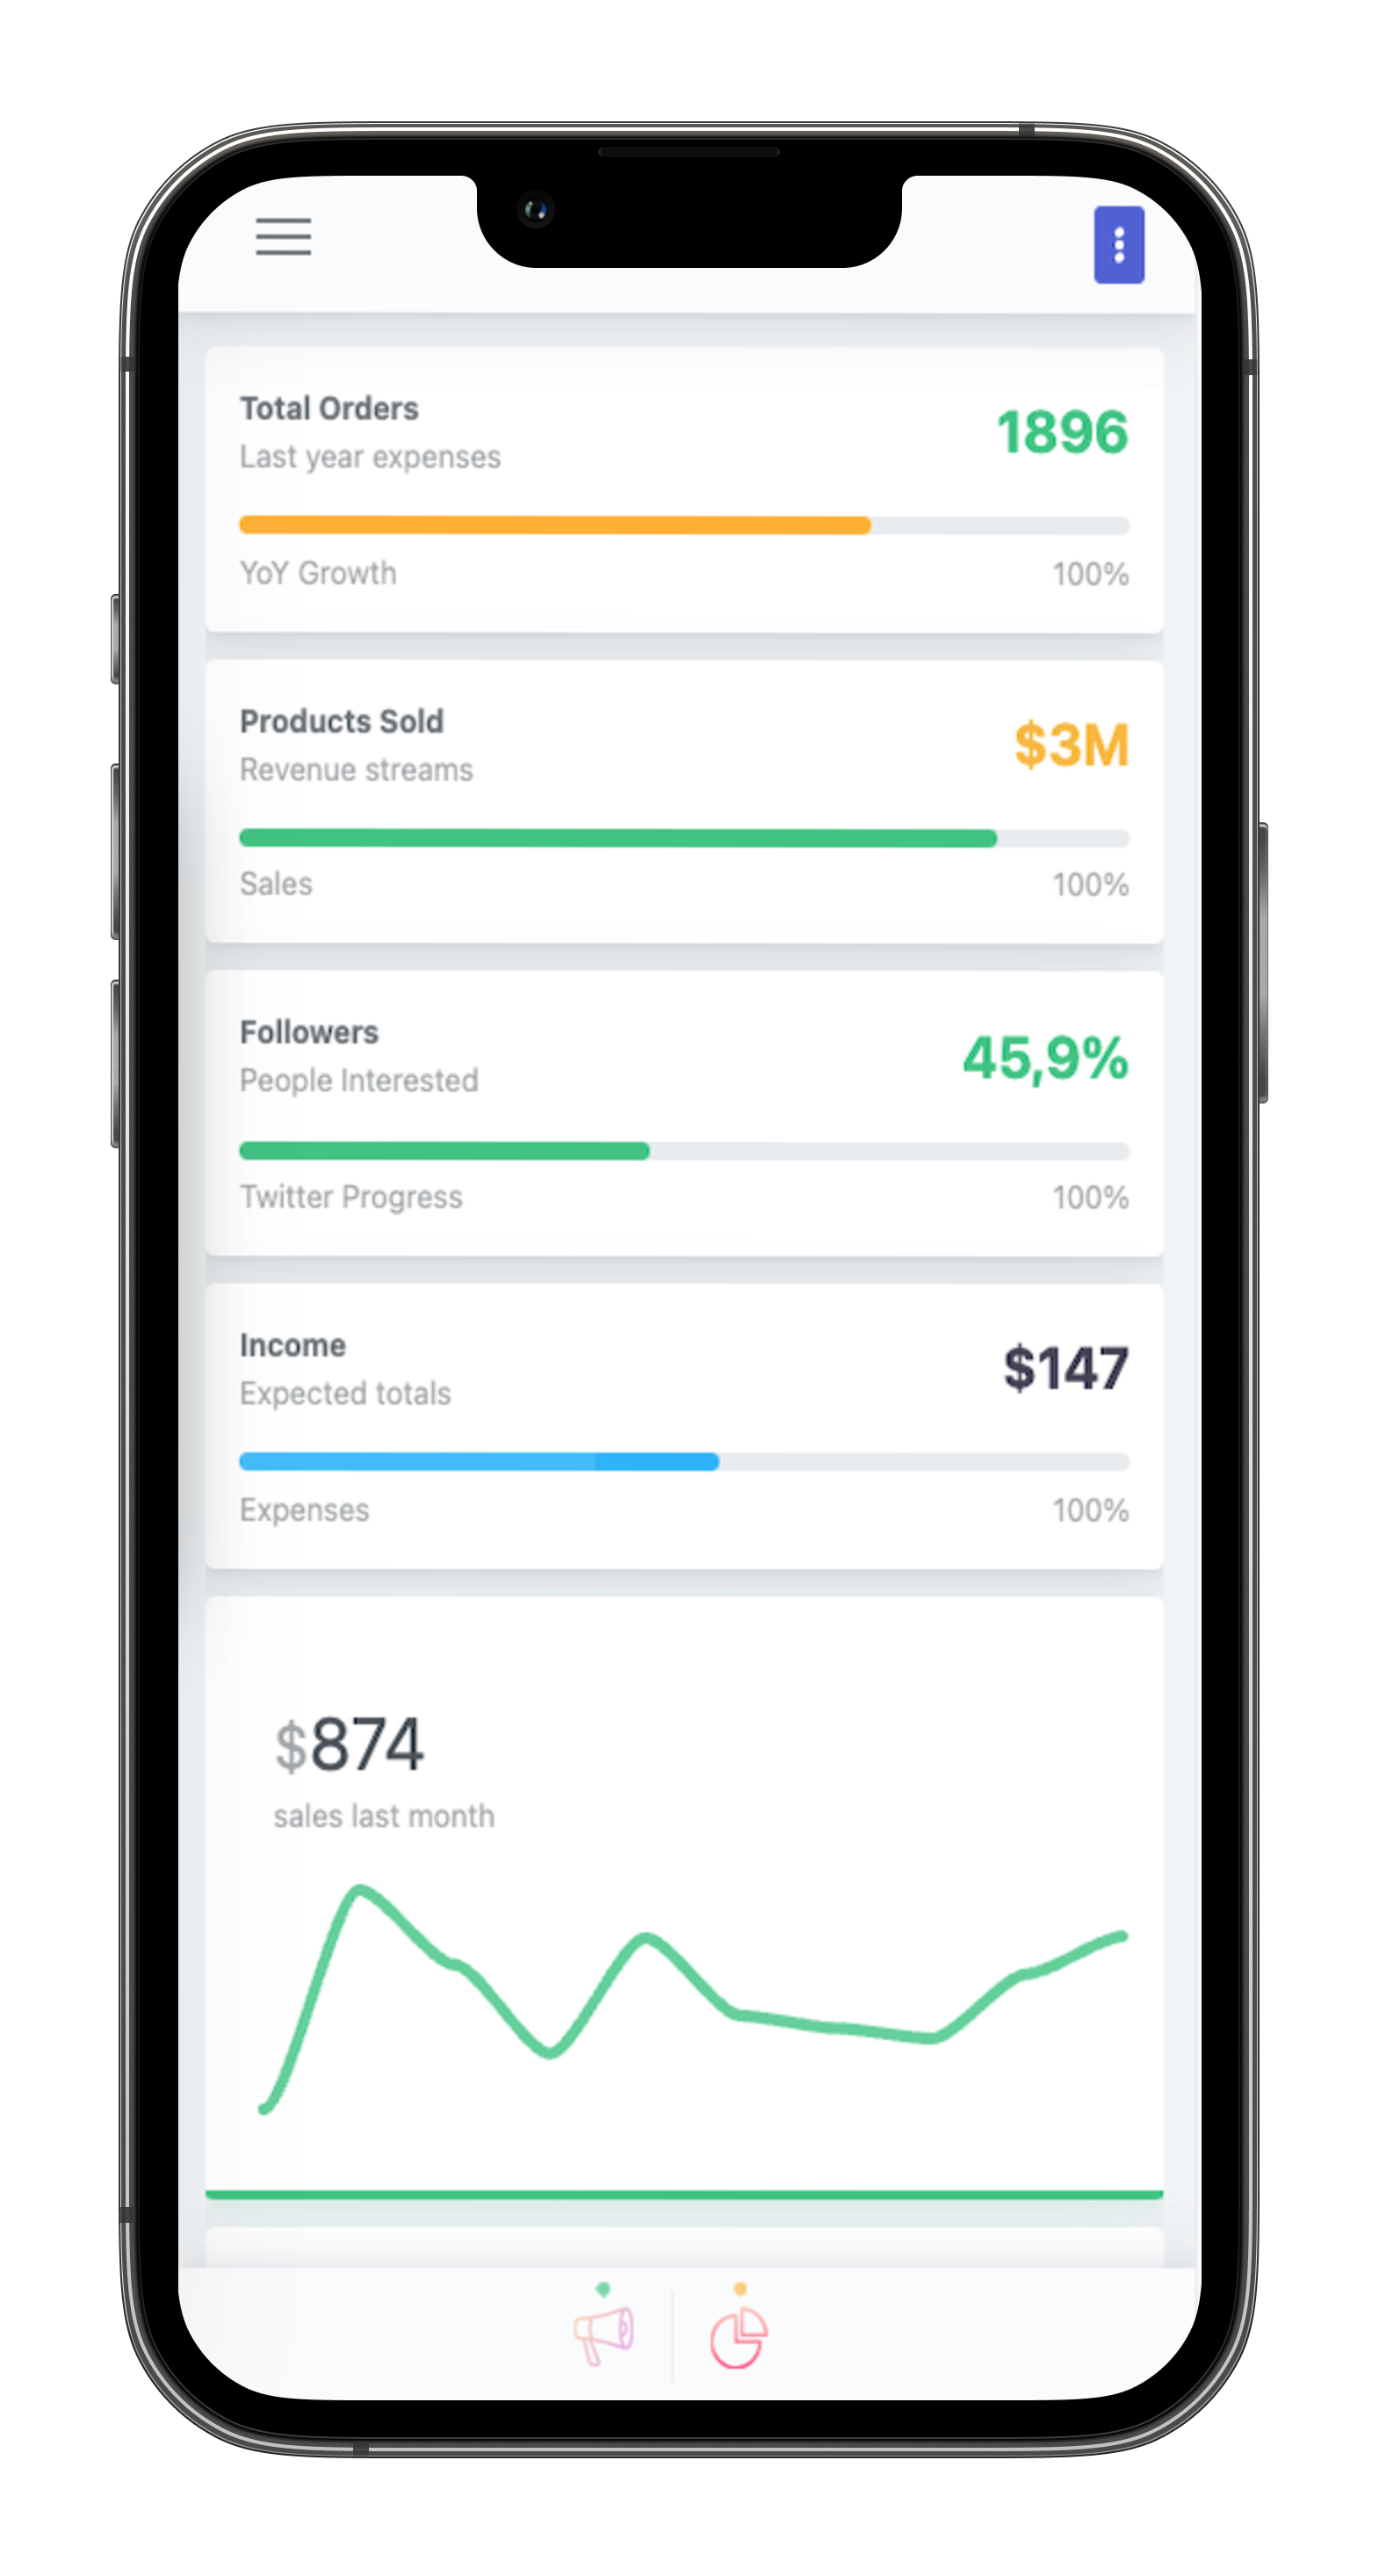 Total Orders
1896
Last year expenses
YoY Growth 100%
Products Sold
$3M
Revenue streams
Sales 100%
Followers
45,9%
People Interested
Twitter Progress 100%
Income
$147
Expected totals
Expenses 100%
$874
sales last month